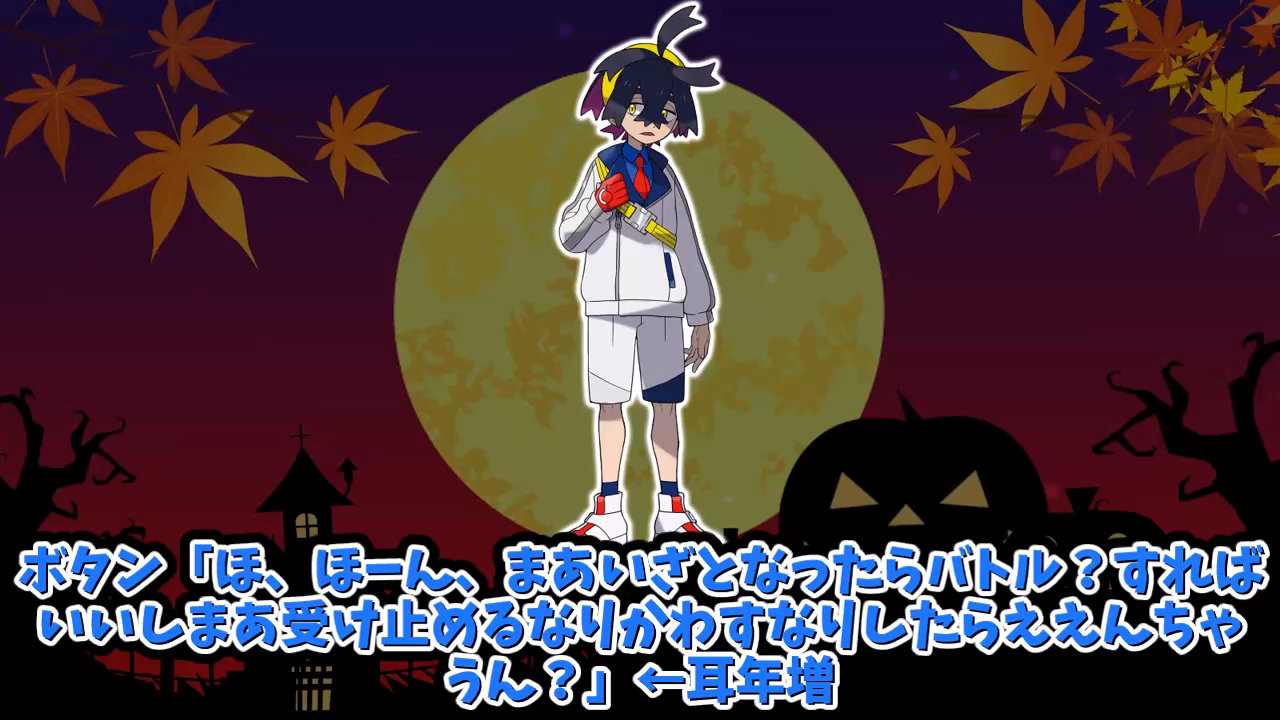 ボタン「ほ、ほーん、まあいざとなったらバトル？すれば
いいしまあ受け止めるなりかわすなりしたらええんちゃ
うん？」←耳年増